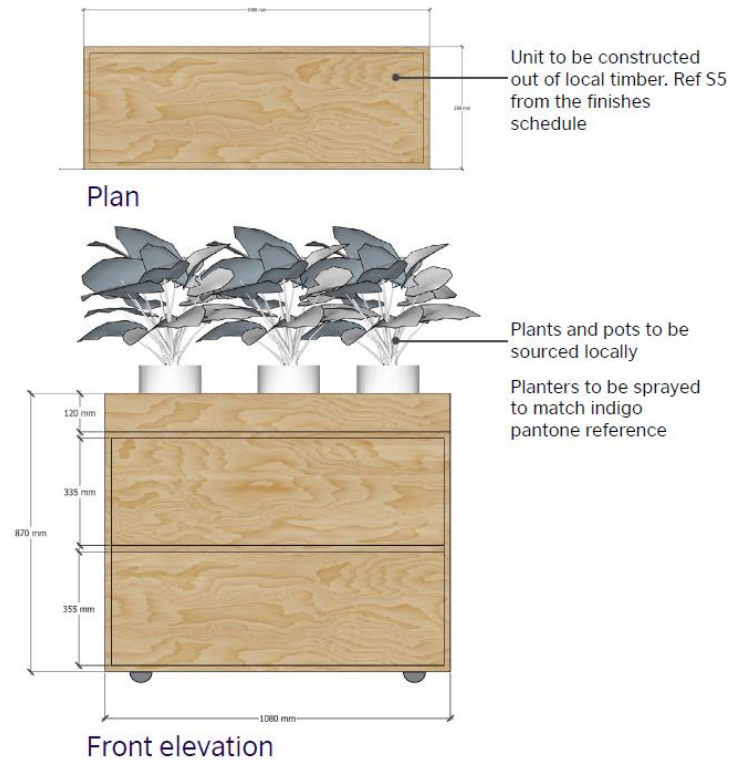 Unit to be constructed
out of local timber. Ref S5
from the finishes
schedule
Plan
Plants and pots to be
sourced locally
Planters to be sprayed
to match indigo
pantone reference
120 mm
335 mm
870 mm
355 mm
1080 mm
Front elevation